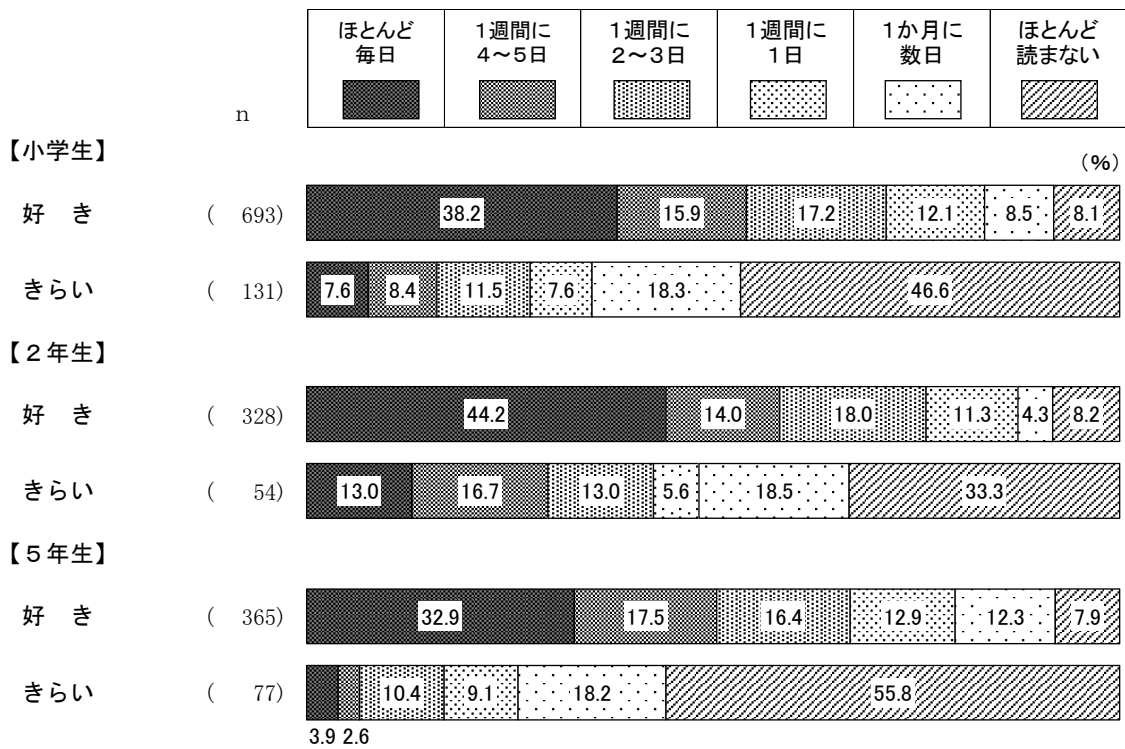 ほとんど
毎日
1週間に
4～5日
1週間に
2～3日
1週間に
1日
1か月に
数日
ほとんど
読まない
n
【小学生】
(%)
好 き ( 693) 38.2 15.9 17.2 12.1 8.5 8.1
きらい ( 131) 7.6 8.4 11.5 7.6 18.3 46.6
【2年生】
好 き ( 328) 44.2 14.0 18.0 11.3 4.3 8.2
きらい ( 54) 13.0 16.7 13.0 5.6 18.5 33.3
【5年生】
好 き ( 365) 32.9 17.5 16.4 12.9 12.3 7.9
きらい ( 77) 10.4 9.1 18.2 55.8
3.9 2.6